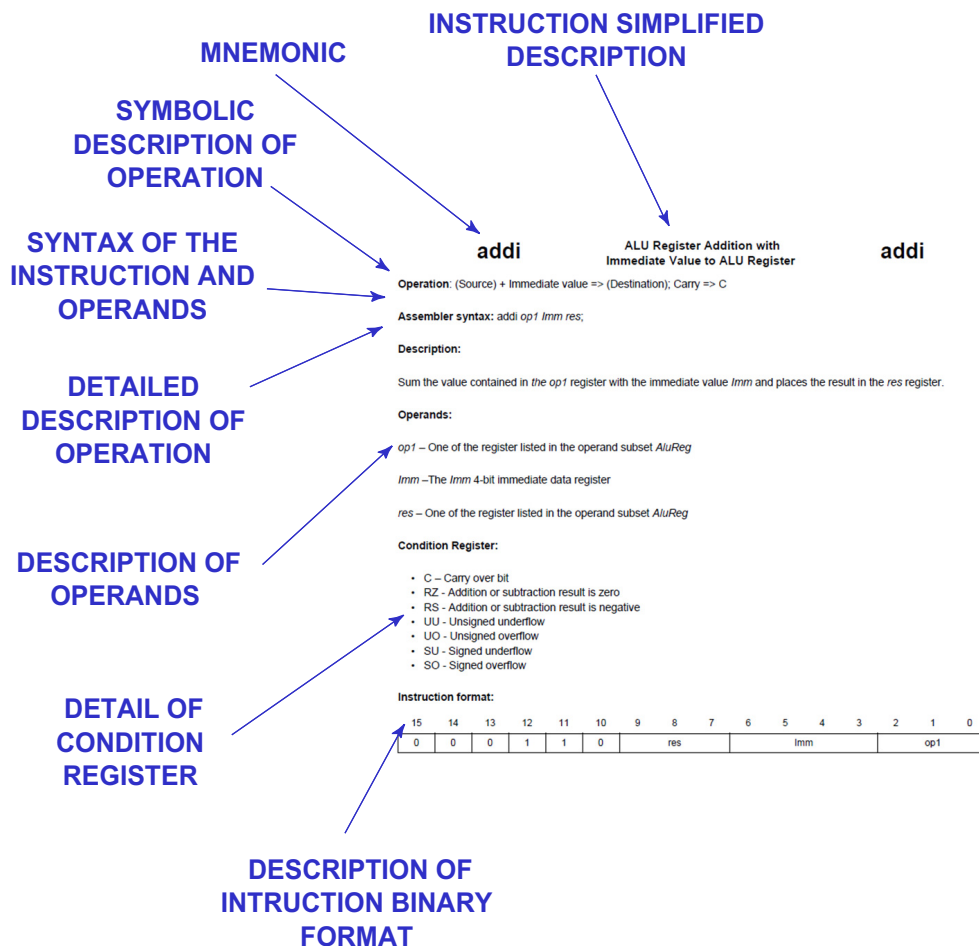 INSTRUCTION SIMPLIFIED
DESCRIPTION
MNEMONIC
SYMBOLIC
DESCRIPTION OF
OPERATION
SYNTAX OF THE
INSTRUCTION AND
OPERANDS
DETAILED
DESCRIPTION OF
OPERATION
DESCRIPTION OF
OPERANDS
DETAIL OF
CONDITION
REGISTER
DESCRIPTION OF
INTRUCTION BINARY
FORMAT
addi
ALU Register Addition with
Immediate Value to ALU Register
addi
Operation: (Source) + Immediate value => (Destination); Carry => C
Assembler syntax: addi op1 Imm res;
Description:
Sum the value contained in the op1 register with the immediate value Imm and places the result in the res register.
Operands:
op1 – One of the register listed in the operand subset AluReg
Imm –The Imm 4-bit immediate data register
res – One of the register listed in the operand subset AluReg
Condition Register:
• C – Carry over bit
• RZ - Addition or subtraction result is zero
• RS - Addition or subtraction result is negative
• UU - Unsigned underflow
• UO - Unsigned overflow
• SU - Signed underflow
• SO - Signed overflow
Instruction format:
15 14 13 12 11 10 9 8 7 6 5 4 3 2 1 0
0 0 0 1 1 0 res Imm op1